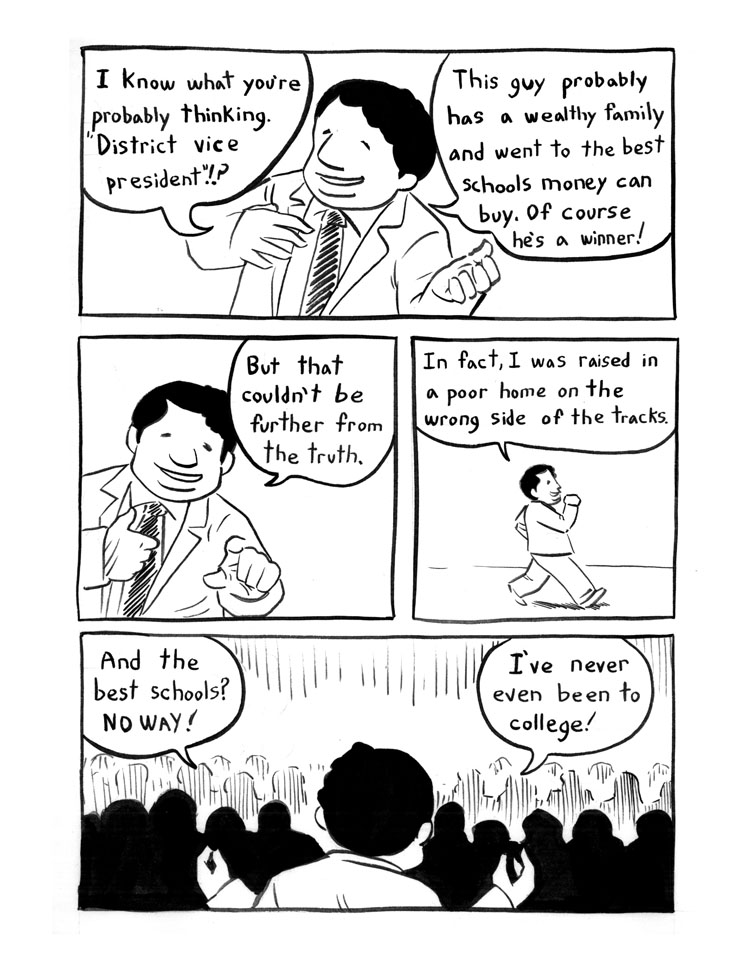 I know what you're
probably thinking.
"District vice
president"!?
This guy probably
has a wealthy family
and went to the best
schools money can
buy. Of course
he's a winner!
But that
couldn't be
further from
the truth.
In fact, I was raised in
a poor home on the
wrong side of the tracks.
And the
best schools?
NO WAY!
I've never
even been to
college!